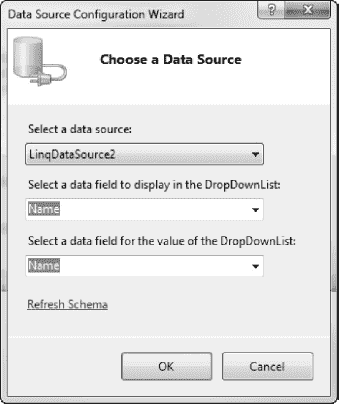 Data Source Configuration Wizard
Choose a Data Source
Select a data source:
LinqDataSource2
Select a data field to display in the DropDownList:
Name
Select a data field for the value of the DropDownList:
Name
Refresh Schema
OK
Cancel